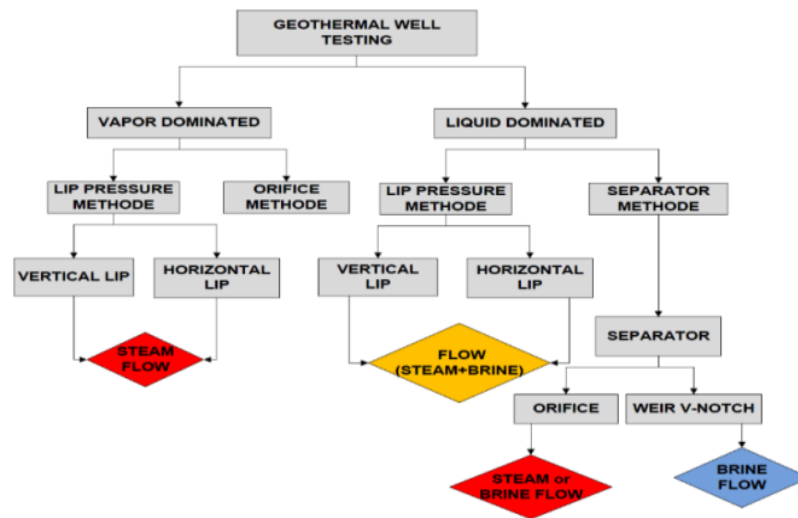 GEOTHERMAL WELL
TESTING
VAPOR DOMINATED
LIQUID DOMINATED
LIP PRESSURE
METHODE
ORIFICE
METHODE
LIP PRESSURE
METHODE
SEPARATOR
METHODE
VERTICAL LIP
HORIZONTAL
LIP
VERTICAL
LIP
HORIZONTAL
LIP
STEAM
FLOW
FLOW
(STEAM+BRINE)
SEPARATOR
ORIFICE
WEIR V-NOTCH
STEAM or
BRINE FLOW
BRINE
FLOW